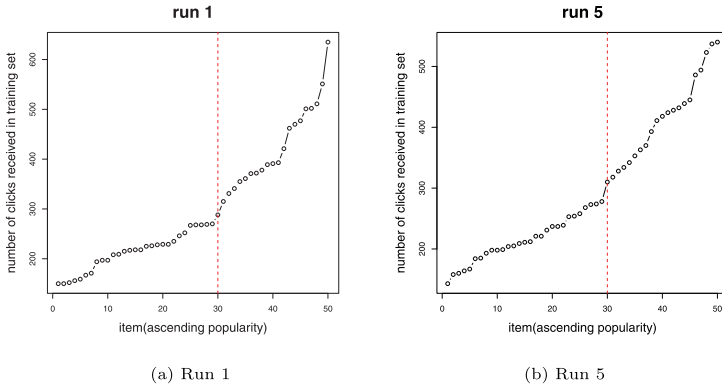 run 1
number of clicks received in training set
200 300 400 500 600
0 10 20 30 40 50
item(ascending popularity)
(a) Run 1
run 5
number of clicks received in training set
200 300 400 500
0 10 20 30 40 50
item(ascending popularity)
(b) Run 5